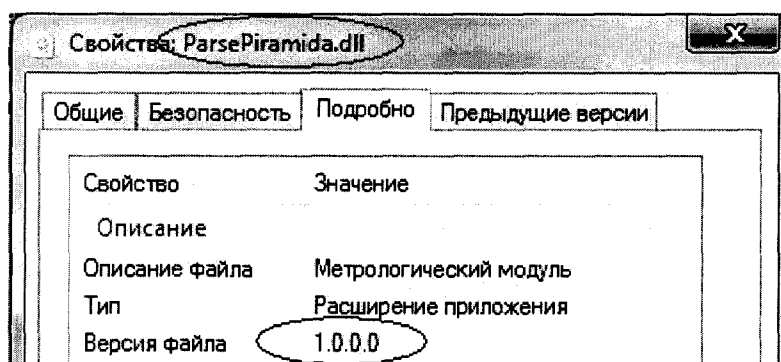 Свойства: ParsePiramida.dll
Общие Безопасность Подробно Предыдущие версии
Свойство Значение
Описание
Описание файла Метрологический модуль
Тип Расширение приложения
Версия файла 1.0.0.0